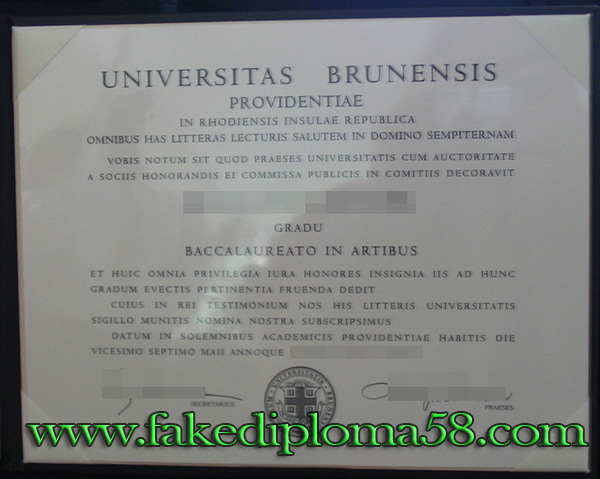 UNIVERSITAS BRUNENSIS
PROVIDENTIAE
IN RHODIENSIS INSULAE REPUBLICA
OMNIBUS HAS LITTERAS LECTURIS SALUTEM IN DOMINO SEMPITERNAM
VOBIS NOTUM SIT QUOD PRAESES UNIVERSITATIS CUM AUCTORITATE
A SOCIIS HONORANDIS EI COMMISSA PUBLICIS IN COMITIIS DECORAVIT
GRADU
BACCALAUREATO IN ARTIBUS
ET HUIC OMNIA PRIVILEGIA IURA HONORES INSIGNIA IIS AD HUNC
GRADUM EVECTIS PERTINENTIA FRUENDA DEDIT
CUIUS IN REI TESTIMONIUM NOS HIS LITTERIS UNIVERSITATIS
SIGILLO MUNITIS NOMINA NOSTRA SUBSCRIPSIMUS
DATUM IN SOLEMNIBUS ACADEMICIS PROVIDENTIAE HABITIS DIE
VICESIMO SEPTIMO MAII ANNOQUE
SECRETARIUS
PRAESES
www.fakediploma58.com